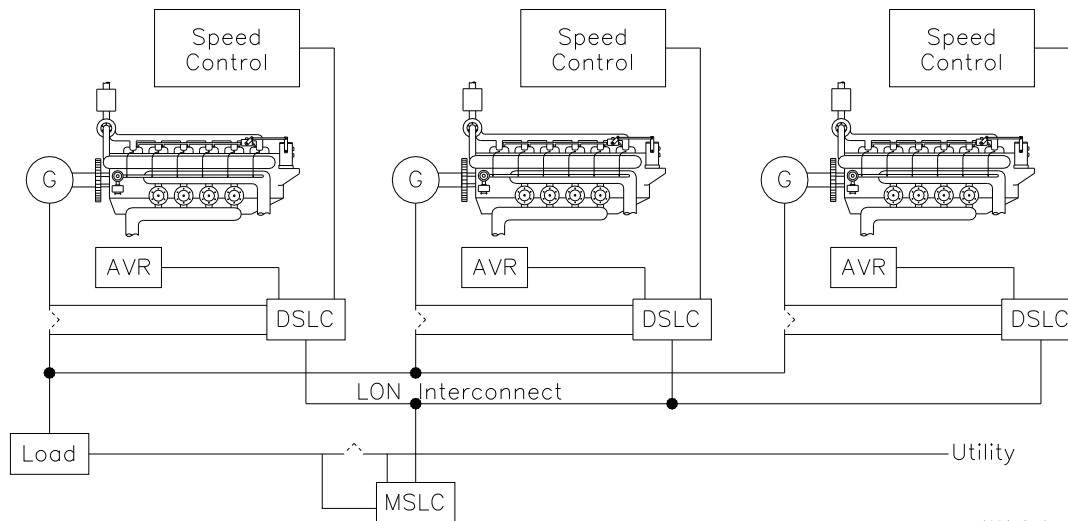 Speed
Control
Speed
Control
Speed
Control
G
G
G
AVR
AVR
AVR
DSLC
DSLC
DSLC
LON Interconnect
Load
Utility
MSLC